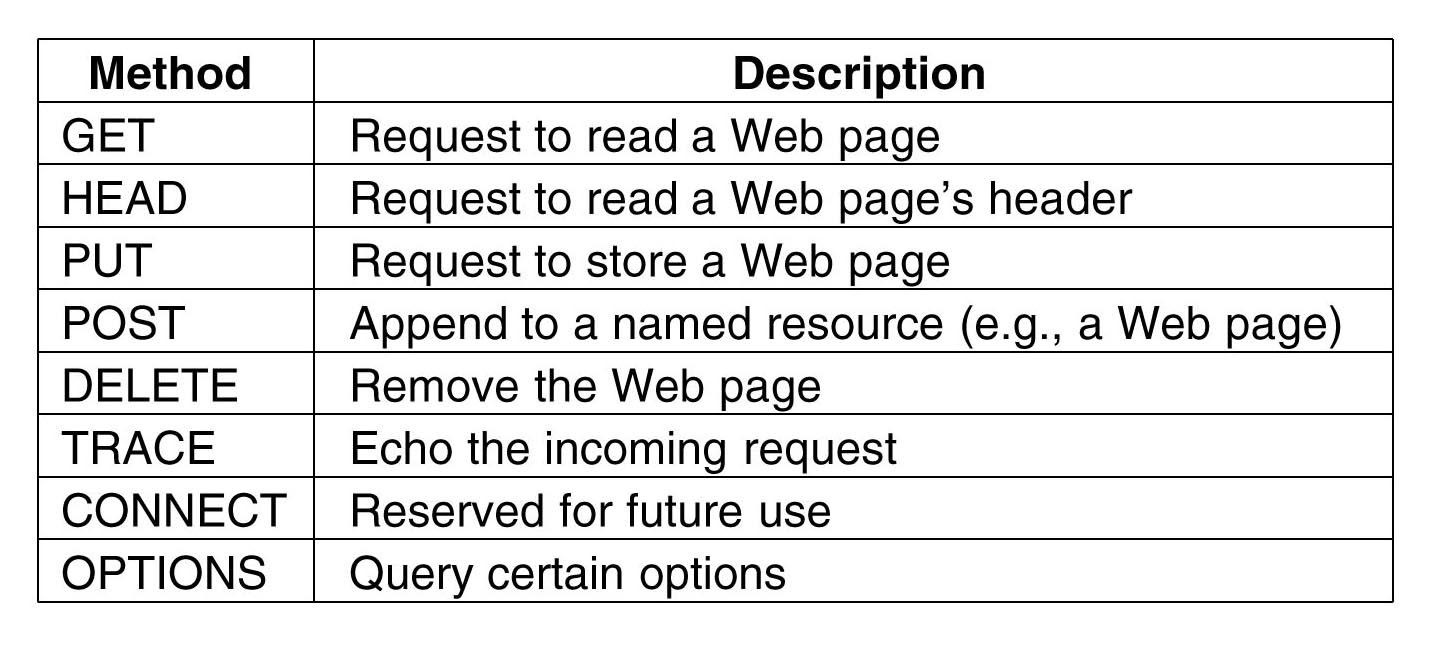 Method Description
GET Request to read a Web page
HEAD Request to read a Web page’s header
PUT Request to store a Web page
POST Append to a named resource (e.g., a Web page)
DELETE Remove the Web page
TRACE Echo the incoming request
CONNECT Reserved for future use
OPTIONS Query certain options